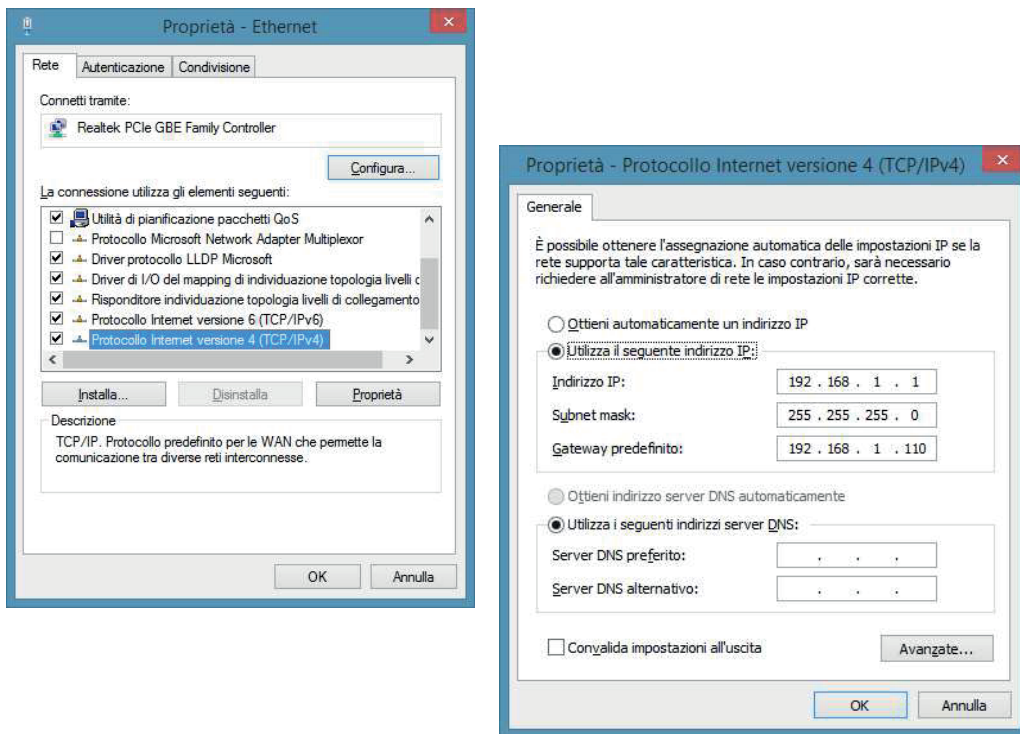 Proprietà - Ethernet
Rete
Autenticazione
Condivisione
Connetti tramite:
Realtek PCIe GBE Family Controller
Configura...
La connessione utilizza gli elementi seguenti:
Utilità di pianificazione pacchetti QoS
Protocollo Microsoft Network Adapter Multiplexor
Driver protocollo LLDP Microsoft
Driver di I/O del mapping di individuazione topologia livelli c
Risponditore individuazione topologia livelli di collegamento
Protocollo Internet versione 6 (TCP/IPv6)
Protocollo Internet versione 4 (TCP/IPv4)
Installa...
Disinstalla
Proprietà
Descrizione
TCP/IP. Protocollo predefinito per le WAN che permette la
comunicazione tra diverse reti interconnesse.
OK
Annulla
Proprietà - Protocollo Internet versione 4 (TCP/IPv4)
Generale
È possibile ottenere l'assegnazione automatica delle impostazioni IP se la
rete supporta tale caratteristica. In caso contrario, sarà necessario
richiedere all'amministratore di rete le impostazioni IP corrette.
Ottieni automaticamente un indirizzo IP
Utilizza il seguente indirizzo IP:
Indirizzo IP: 192 . 168 . 1 . 1
Subnet mask: 255 . 255 . 255 . 0
Gateway predefinito: 192 . 168 . 1 . 110
Ottieni indirizzo server DNS automaticamente
Utilizza i seguenti indirizzi server DNS:
Server DNS preferito: . . .
Server DNS alternativo: . . .
Convalida impostazioni all'uscita
Avanzate...
OK
Annulla